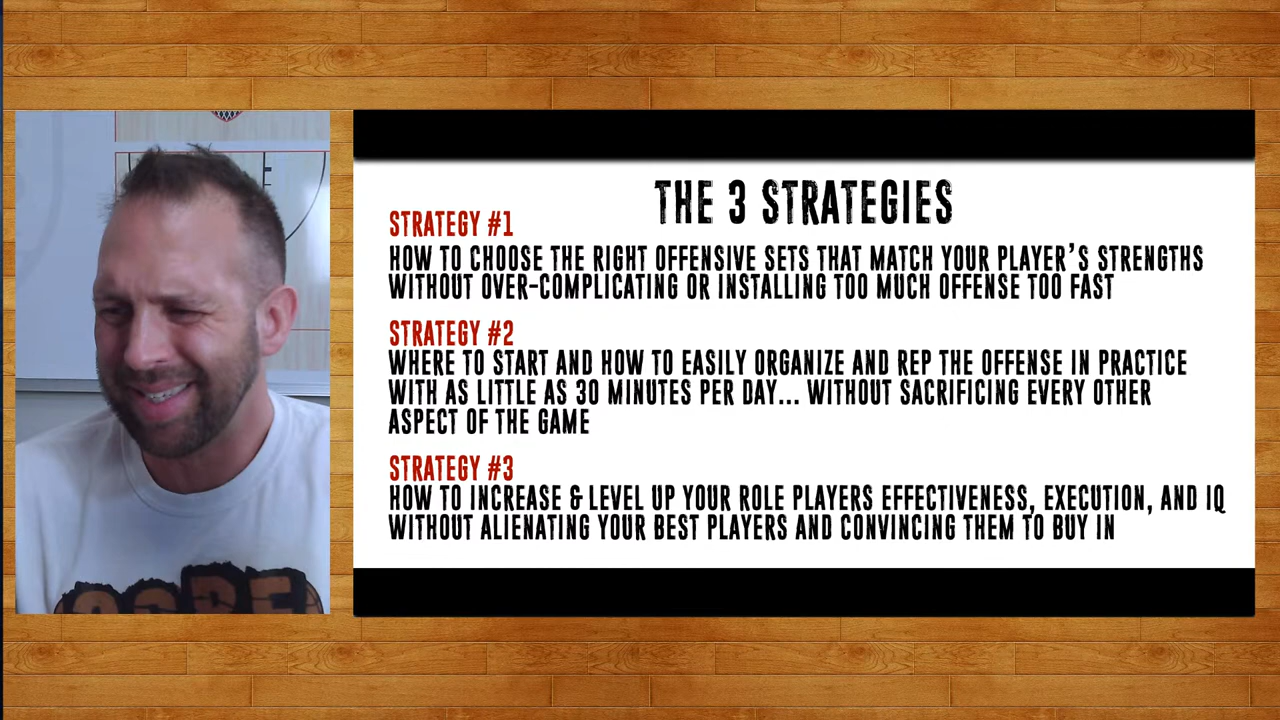 THE 3 STRATEGIES
STRATEGY #1
HOW TO CHOOSE THE RIGHT OFFENSIVE SETS THAT MATCH YOUR PLAYER'S STRENGTHS
WITHOUT OVER-COMPLICATING OR INSTALLING TOO MUCH OFFENSE TOO FAST
STRATEGY #2
WHERE TO START AND HOW TO EASILY ORGANIZE AND REP THE OFFENSE IN PRACTICE
WITH AS LITTLE AS 30 MINUTES PER DAY... WITHOUT SACRIFICING EVERY OTHER
ASPECT OF THE GAME
STRATEGY #3
HOW TO INCREASE & LEVEL UP YOUR ROLE PLAYERS EFFECTIVENESS, EXECUTION, AND IQ
WITHOUT ALIENATING YOUR BEST PLAYERS AND CONVINCING THEM TO BUY IN